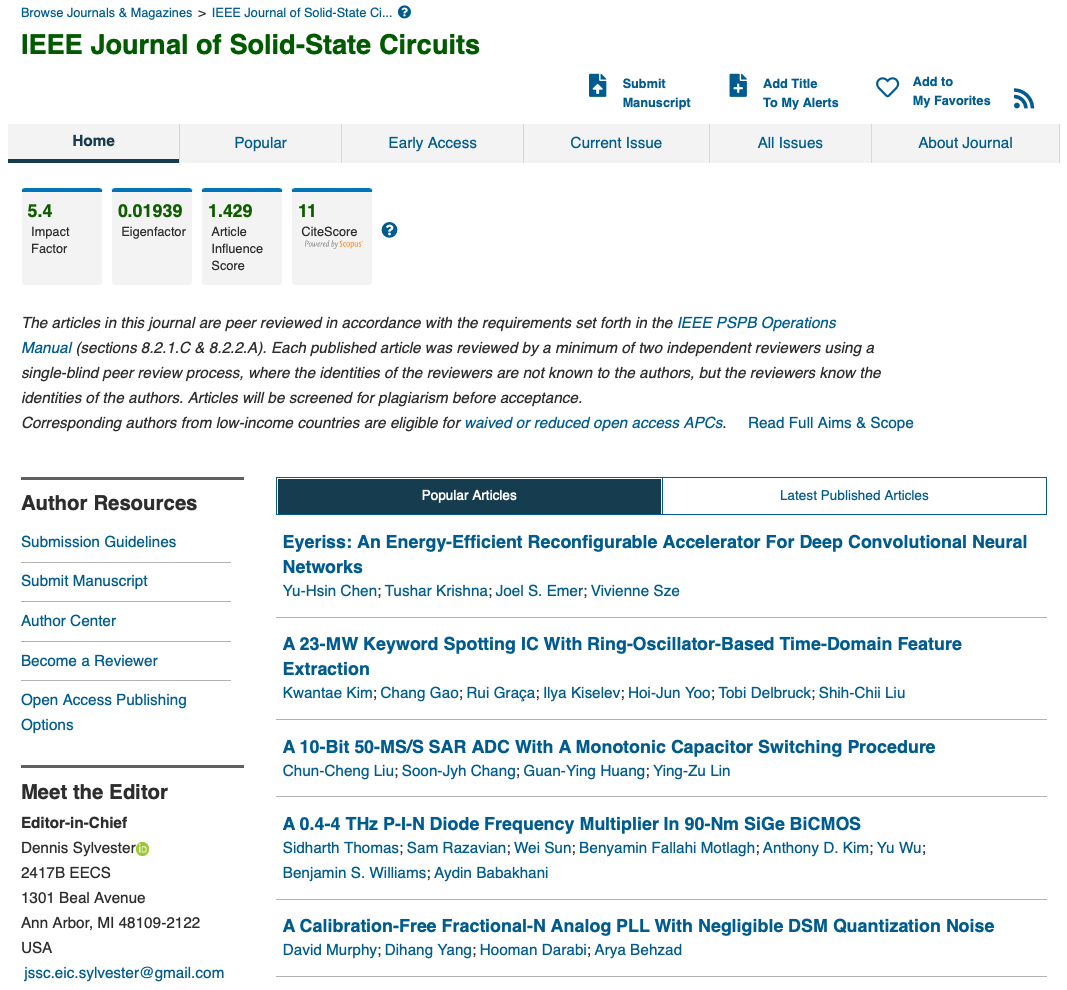 Browse Journals & Magazines > IEEE Journal of Solid-State Ci... ?
IEEE Journal of Solid-State Circuits
Submit
Manuscript
Add Title
To My Alerts
Add to
My Favorites
Home
Popular
Early Access
Current Issue
All Issues
About Journal
5.4
Impact
Factor
0.01939
Eigenfactor
1.429
Article
Influence
Score
11
CiteScore
Powered by Scopus
?
The articles in this journal are peer reviewed in accordance with the requirements set forth in the IEEE PSPB Operations
Manual (sections 8.2.1.C & 8.2.2.A). Each published article was reviewed by a minimum of two independent reviewers using a
single-blind peer review process, where the identities of the reviewers are not known to the authors, but the reviewers know the
identities of the authors. Articles will be screened for plagiarism before acceptance.
Corresponding authors from low-income countries are eligible for waived or reduced open access APCs. Read Full Aims & Scope
Author Resources
Submission Guidelines
Submit Manuscript
Author Center
Become a Reviewer
Open Access Publishing
Options
Meet the Editor
Editor-in-Chief
Dennis Sylvester iD
2417B EECS
1301 Beal Avenue
Ann Arbor, MI 48109-2122
USA
jssc.eic.sylvester@gmail.com
Popular Articles
Latest Published Articles
Eyeriss: An Energy-Efficient Reconfigurable Accelerator For Deep Convolutional Neural
Networks
Yu-Hsin Chen; Tushar Krishna; Joel S. Emer; Vivienne Sze
A 23-MW Keyword Spotting IC With Ring-Oscillator-Based Time-Domain Feature
Extraction
Kwantae Kim; Chang Gao; Rui Graça; Ilya Kiselev; Hoi-Jun Yoo; Tobi Delbruck; Shih-Chii Liu
A 10-Bit 50-MS/S SAR ADC With A Monotonic Capacitor Switching Procedure
Chun-Cheng Liu; Soon-Jyh Chang; Guan-Ying Huang; Ying-Zu Lin
A 0.4-4 THz P-I-N Diode Frequency Multiplier In 90-Nm SiGe BiCMOS
Sidharth Thomas; Sam Razavian; Wei Sun; Benyamin Fallahi Motlagh; Anthony D. Kim; Yu Wu;
Benjamin S. Williams; Aydin Babakhani
A Calibration-Free Fractional-N Analog PLL With Negligible DSM Quantization Noise
David Murphy; Dihang Yang; Hooman Darabi; Arya Behzad